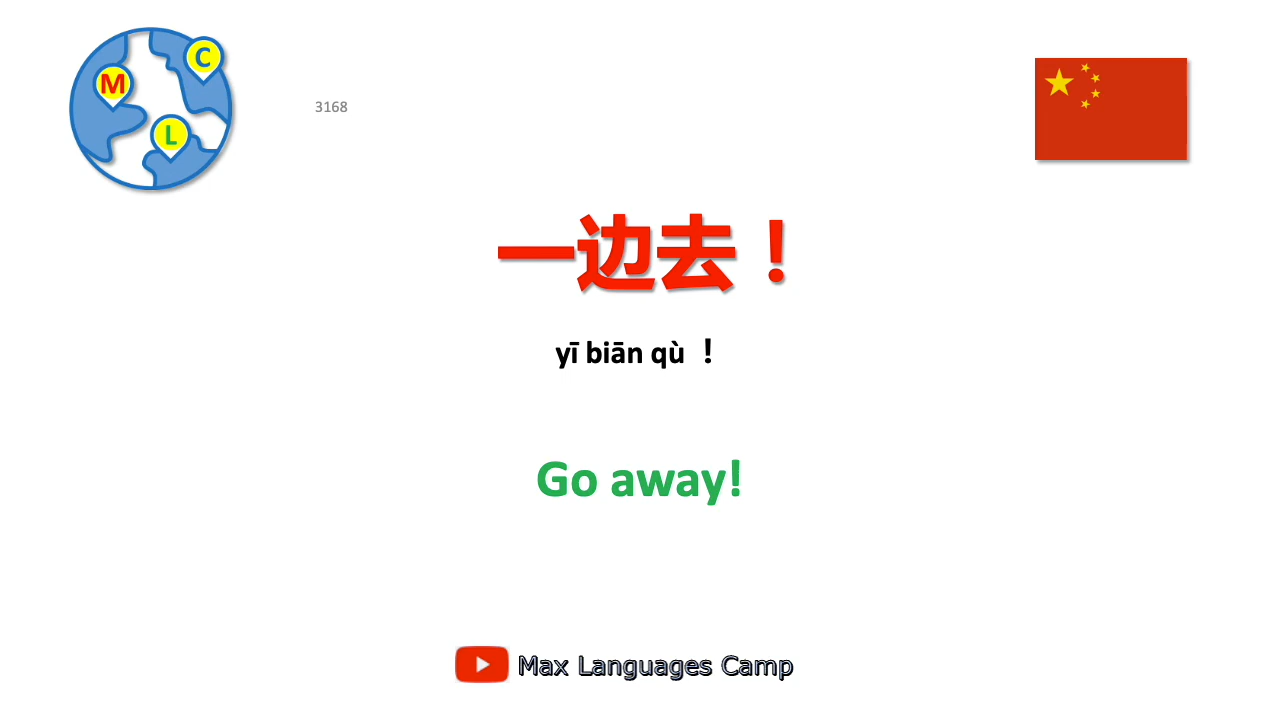 M
C
L
3168
一边去！
yī biān qù ！
Go away!
Max Languages Camp